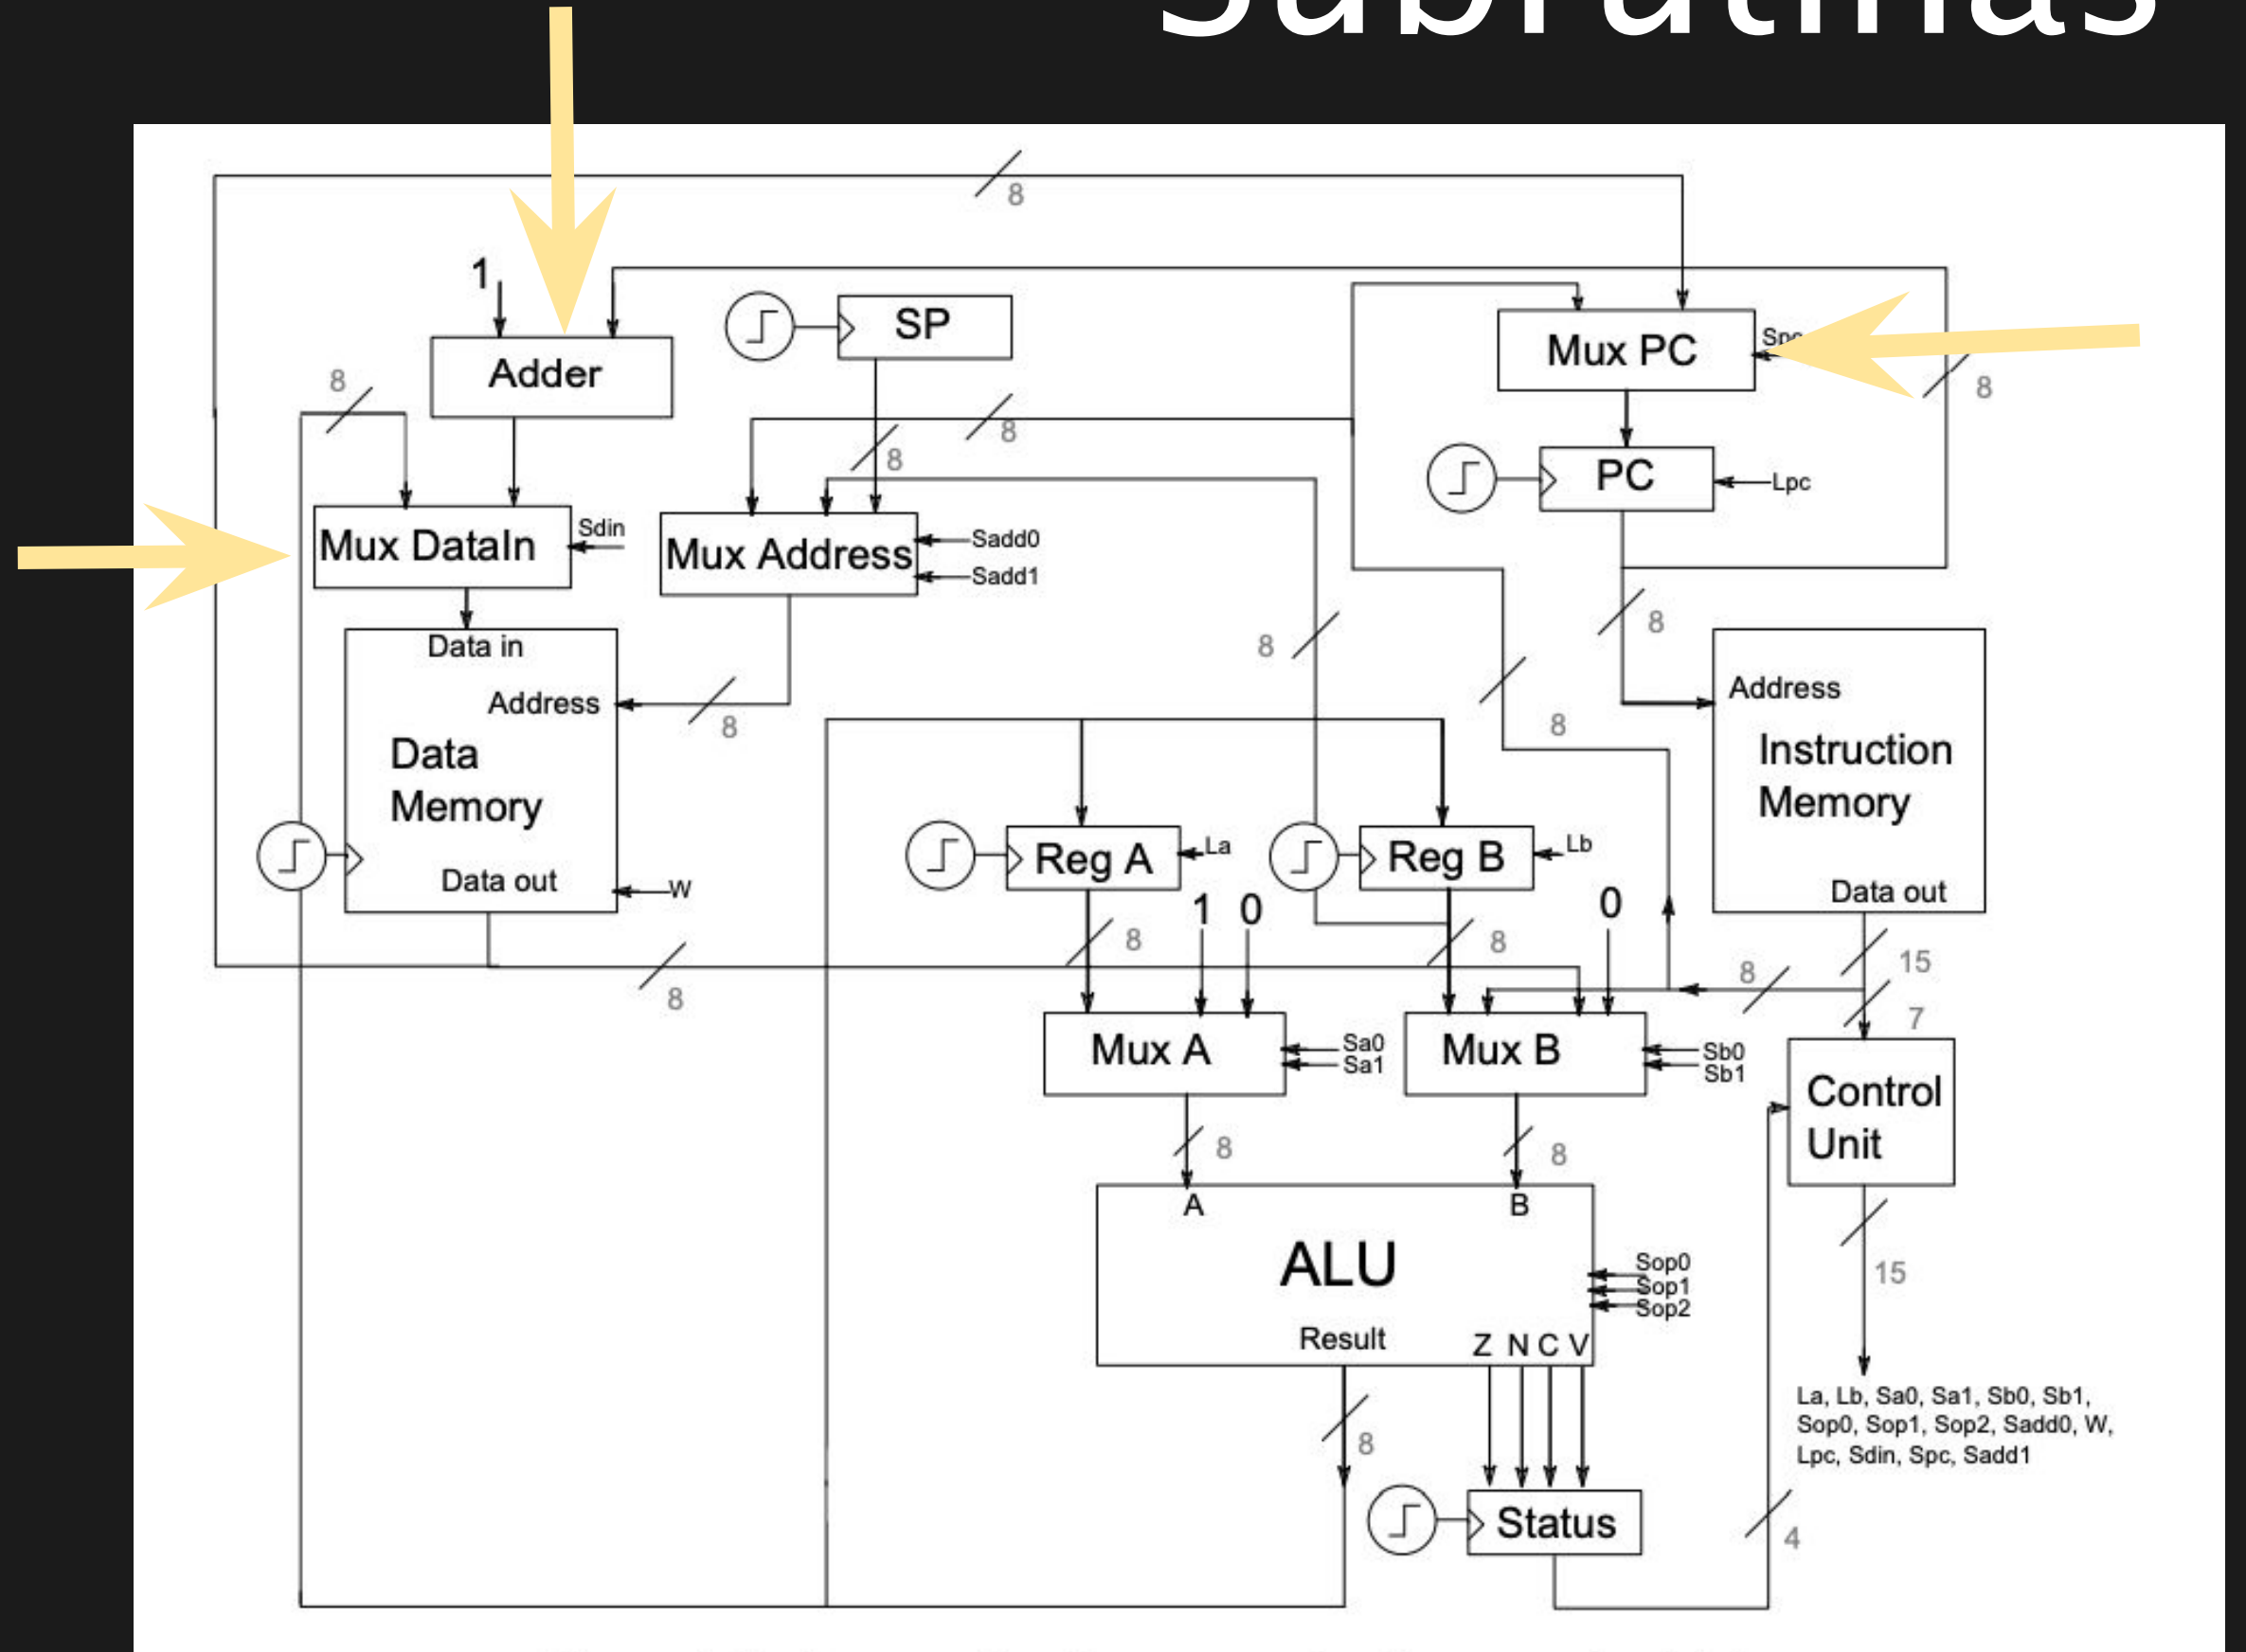 Subrutinas
8
1
SP
Mux PC
Adder
8
8
8
8
PC
Lpc
Mux DataIn
Sdin
Mux Address
Sadd0
Sadd1
8
8
Data in
Address
8
8
Address
Data
Memory
Instruction
Memory
Data out
W
Reg A
La
Reg B
Lb
Data out
1 0
0
8
8
8
15
8
7
Mux A
Sa0
Sa1
Mux B
Sb0
Sb1
Control
Unit
8
8
A
B
ALU
Sop0
Sop1
Sop2
15
Result
Z N C V
8
La, Lb, Sa0, Sa1, Sb0, Sb1,
Sop0, Sop1, Sop2, Sadd0, W,
Lpc, Sdin, Spc, Sadd1
Status
4